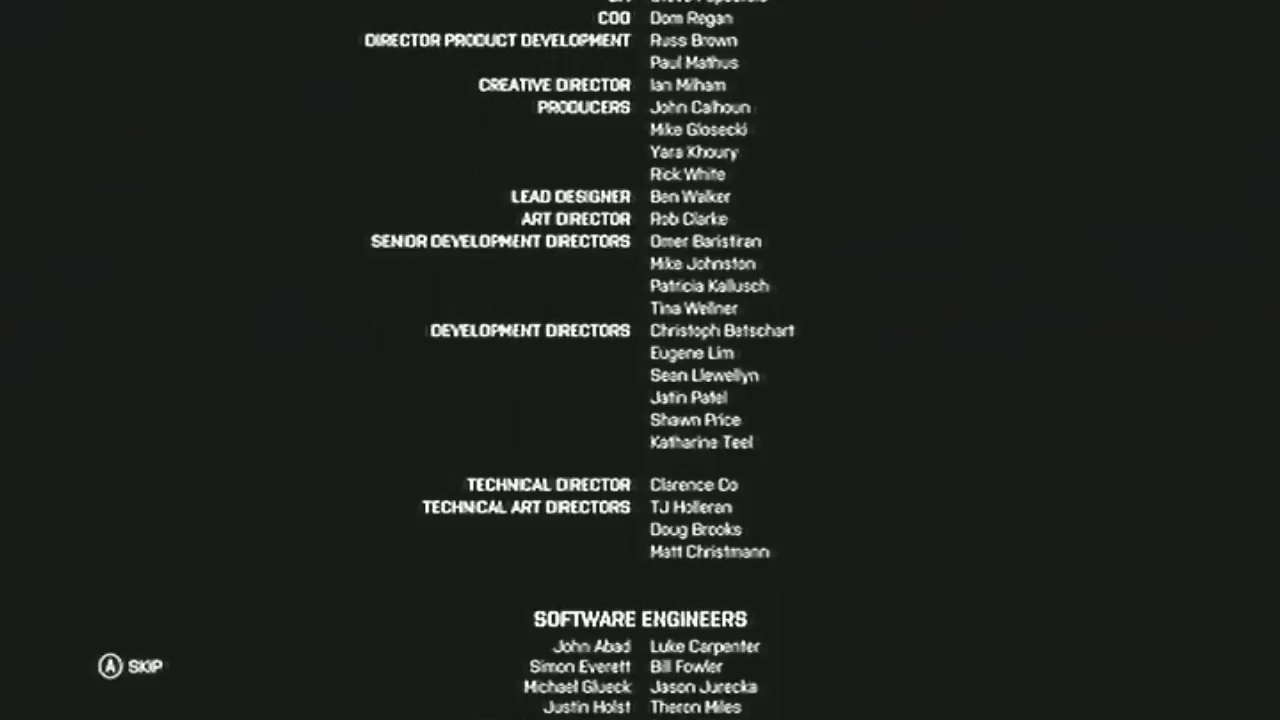 COO Dom Regan
DIRECTOR PRODUCT DEVELOPMENT Russ Brown
Paul Mathus
CREATIVE DIRECTOR Ian Milham
PRODUCERS John Calhoun
Mike Glosecki
Yara Khoury
Rick White
LEAD DESIGNER Ben Walker
ART DIRECTOR Rob Clarke
SENIOR DEVELOPMENT DIRECTORS Omer Baristiran
Mike Johnston
Patricia Kallusch
Tina Wellner
DEVELOPMENT DIRECTORS Christoph Batschart
Eugene Lim
Sean Llewellyn
Jatin Patel
Shawn Price
Katharine Teel
TECHNICAL DIRECTOR Clarence Co
TECHNICAL ART DIRECTORS TJ Holleran
Doug Brooks
Matt Christmann
SOFTWARE ENGINEERS
John Abad Luke Carpenter
Simon Everett Bill Fowler
Michael Glueck Jason Jurecka
Justin Holst Theron Miles
A SKIP